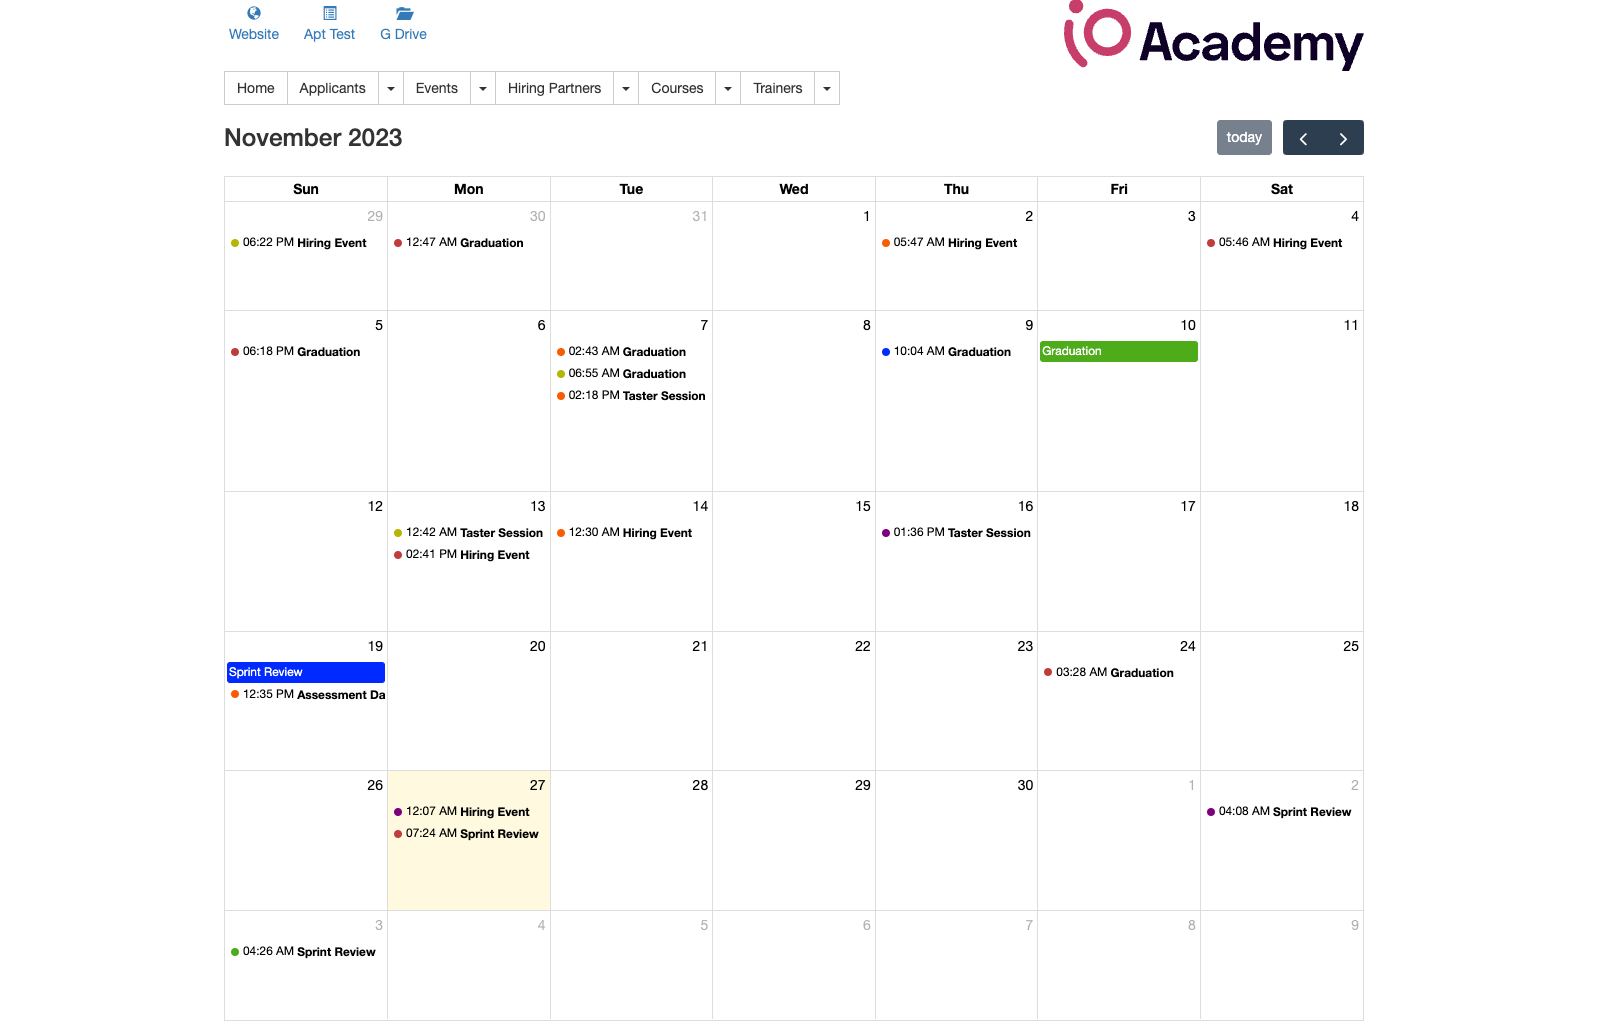 Website Apt Test G Drive
iO Academy
Home Applicants Events Hiring Partners Courses Trainers
November 2023
today
Sun Mon Tue Wed Thu Fri Sat
29 30 31 1 2 3 4
06:22 PM Hiring Event 12:47 AM Graduation 05:47 AM Hiring Event 05:46 AM Hiring Event
5 6 7 8 9 10 11
06:18 PM Graduation 02:43 AM Graduation 10:04 AM Graduation Graduation
06:55 AM Graduation
02:18 PM Taster Session
12 13 14 15 16 17 18
12:42 AM Taster Session 12:30 AM Hiring Event 01:36 PM Taster Session
02:41 PM Hiring Event
19 20 21 22 23 24 25
Sprint Review 03:28 AM Graduation
12:35 PM Assessment Da
26 27 28 29 30 1 2
12:07 AM Hiring Event 04:08 AM Sprint Review
07:24 AM Sprint Review
3 4 5 6 7 8 9
04:26 AM Sprint Review